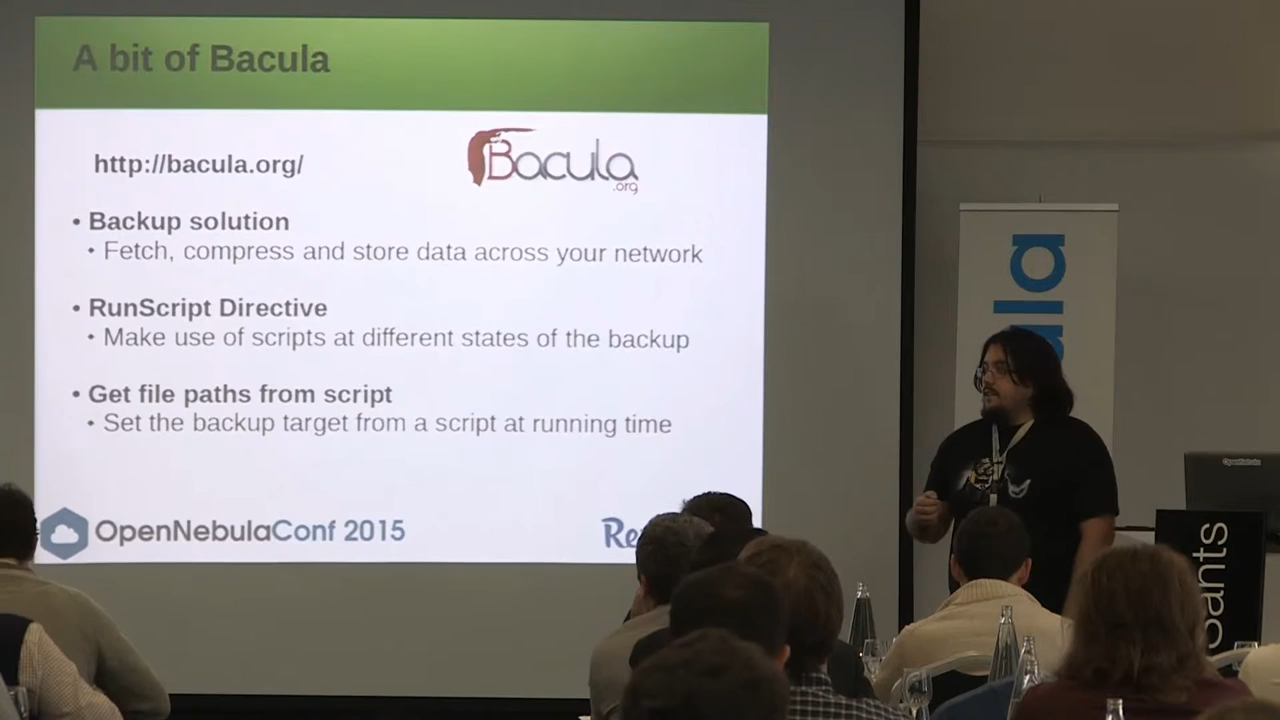 A bit of Bacula
http://bacula.org/
Bacula
.org
• Backup solution
• Fetch, compress and store data across your network
• RunScript Directive
• Make use of scripts at different states of the backup
• Get file paths from script
• Set the backup target from a script at running time
OpenNebulaConf 2015
OpenNebula